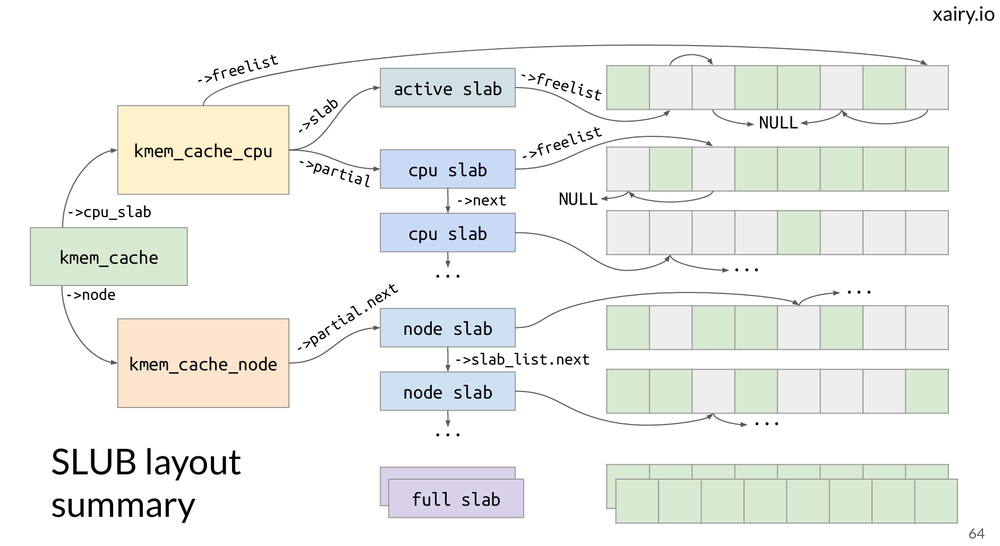 xairy.io
->freelist
active slab
->freelist
->slab
NULL
kmem_cache_cpu
->freelist
->partial
cpu slab
NULL
->next
->cpu_slab
cpu slab
kmem_cache
...
...
->node
->partial.next
...
node slab
->slab_list.next
kmem_cache_node
node slab
...
...
SLUB layout
summary
full slab
64